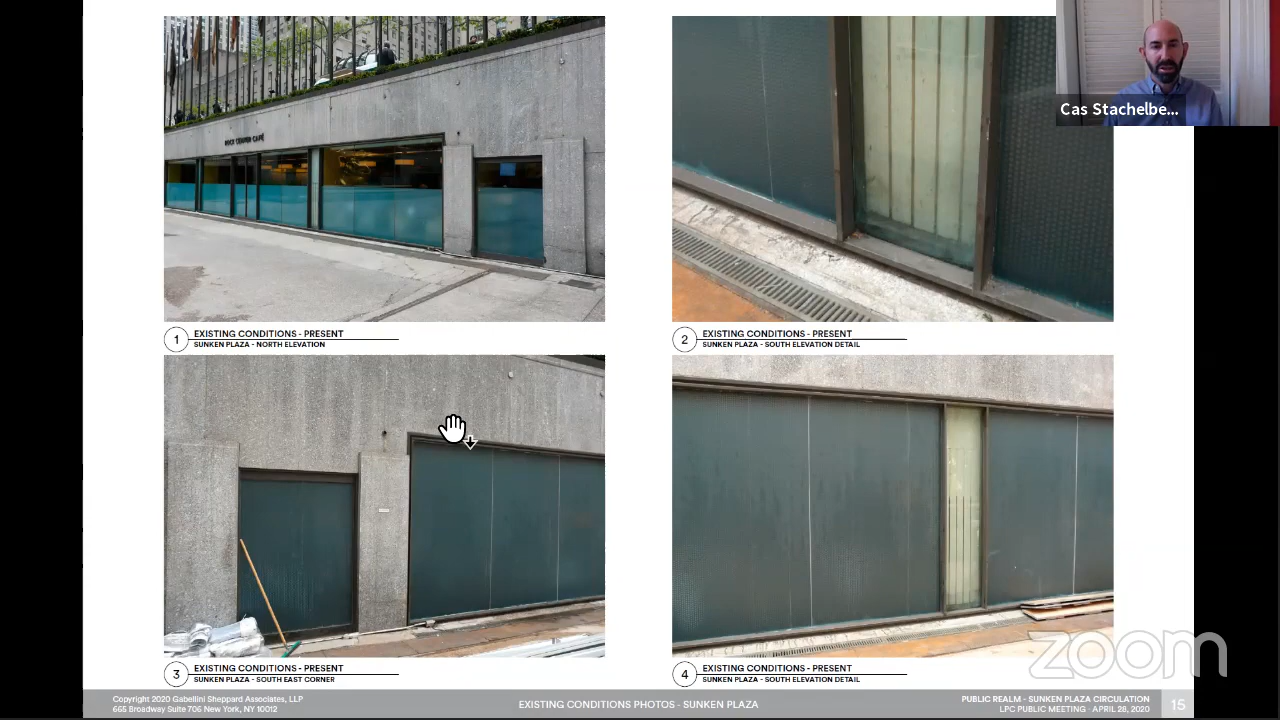 Cas Stachelbe...
ROCK CENTER CAFÉ
1
EXISTING CONDITIONS - PRESENT
SUNKEN PLAZA - NORTH ELEVATION
2
EXISTING CONDITIONS - PRESENT
SUNKEN PLAZA - SOUTH ELEVATION DETAIL
3
EXISTING CONDITIONS - PRESENT
SUNKEN PLAZA - SOUTH EAST CORNER
4
EXISTING CONDITIONS - PRESENT
SUNKEN PLAZA - SOUTH ELEVATION DETAIL
zoom
Copyright 2020 Gabellini Sheppard Associates, LLP
665 Broadway Suite 706 New York, NY 10012
EXISTING CONDITIONS PHOTOS - SUNKEN PLAZA
PUBLIC REALM - SUNKEN PLAZA CIRCULATION
LPC PUBLIC MEETING - APRIL 28, 2020
15